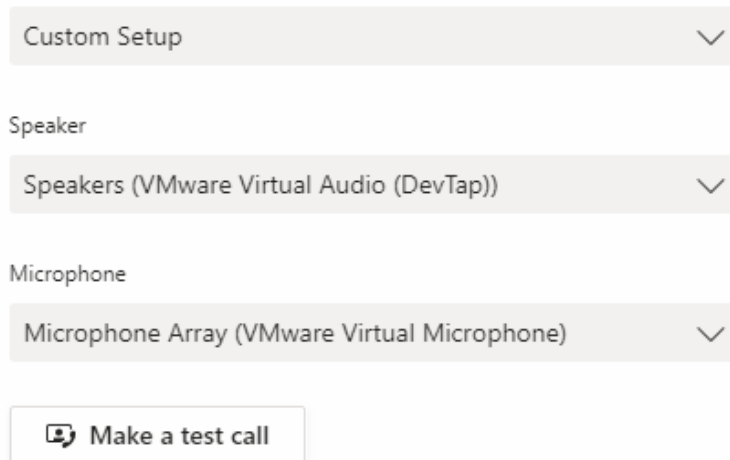 Custom Setup
Speaker
Speakers (VMware Virtual Audio (DevTap))
Microphone
Microphone Array (VMware Virtual Microphone)
Make a test call